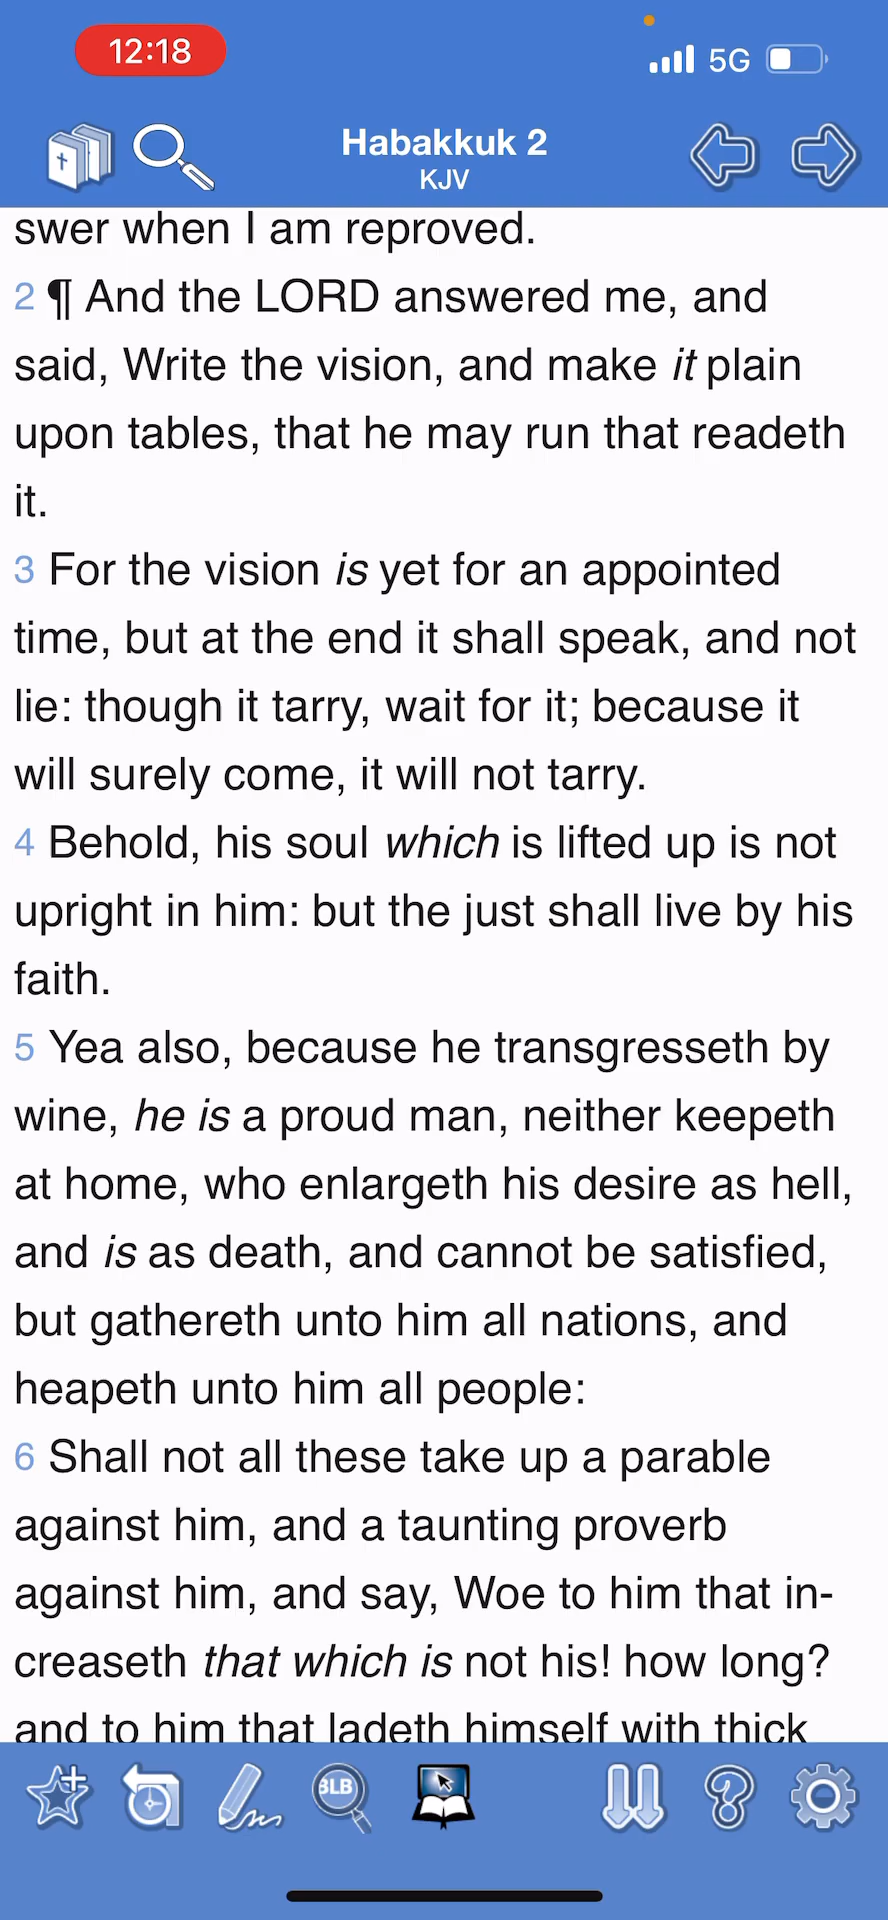 12:18
5G
Habakkuk 2
KJV
swer when I am reproved.
2 ¶ And the LORD answered me, and
said, Write the vision, and make it plain
upon tables, that he may run that readeth
it.
3 For the vision is yet for an appointed
time, but at the end it shall speak, and not
lie: though it tarry, wait for it; because it
will surely come, it will not tarry.
4 Behold, his soul which is lifted up is not
upright in him: but the just shall live by his
faith.
5 Yea also, because he transgresseth by
wine, he is a proud man, neither keepeth
at home, who enlargeth his desire as hell,
and is as death, and cannot be satisfied,
but gathereth unto him all nations, and
heapeth unto him all people:
6 Shall not all these take up a parable
against him, and a taunting proverb
against him, and say, Woe to him that in-
creaseth that which is not his! how long?
and to him that ladeth himself with thick
BLB